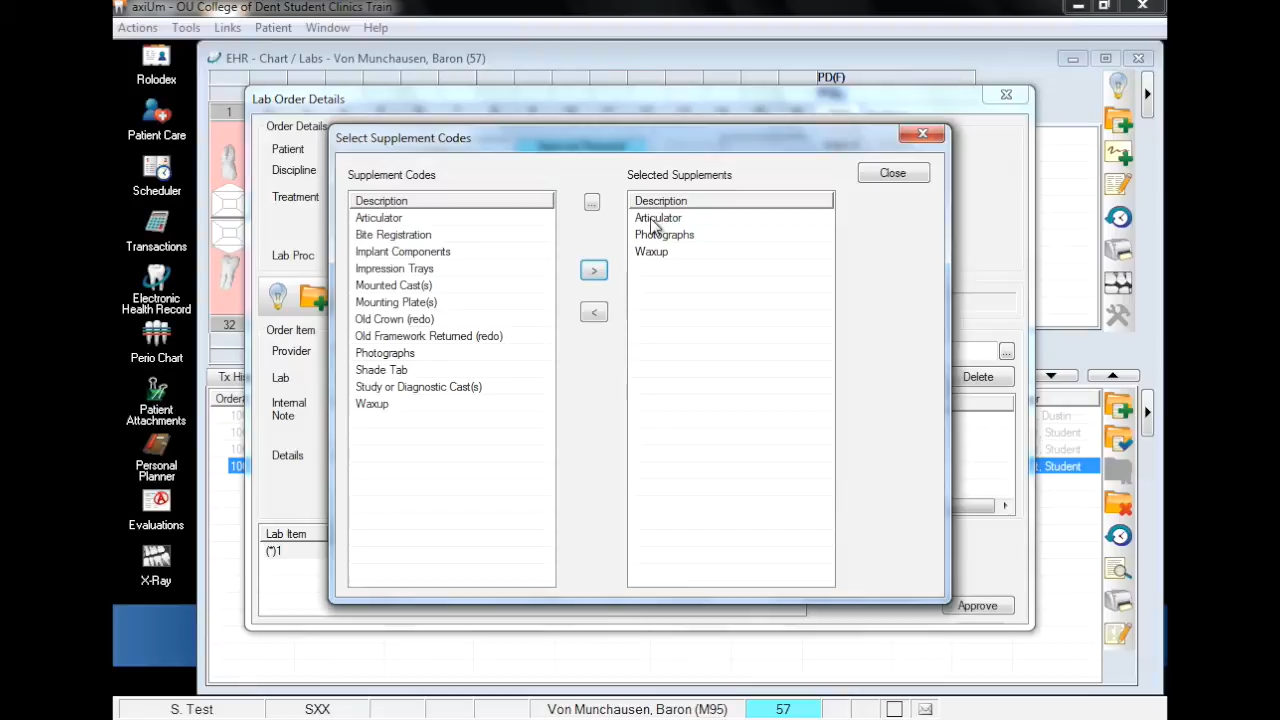 axiUm - OU College of Dent Student Clinics Train
Actions Tools Links Patient Window Help
Rolodex
Patient Care
Scheduler
Transactions
Electronic
Health Record
Perio Chart
Patient
Attachments
Personal
Planner
Evaluations
X-Ray
EHR - Chart / Labs - Von Munchausen, Baron (57)
PD(F)
1
32
Tx Hi
Lab Order Details
Order Details
Patient
Discipline
Treatment
Lab Proc
Order Item
Provider
...
Lab
Delete
Internal
Note
Details
Lab Item
(*)1
Approve
Select Supplement Codes
Supplement Codes
Description
Articulator
Bite Registration
Implant Components
Impression Trays
Mounted Cast(s)
Mounting Plate(s)
Old Crown (redo)
Old Framework Returned (redo)
Photographs
Shade Tab
Study or Diagnostic Cast(s)
Waxup
...
>
<
Selected Supplements
Description
Articulator
Photographs
Waxup
Close
, Dustin
, Student
, Student
t, Student
S. Test SXX Von Munchausen, Baron (M95) 57